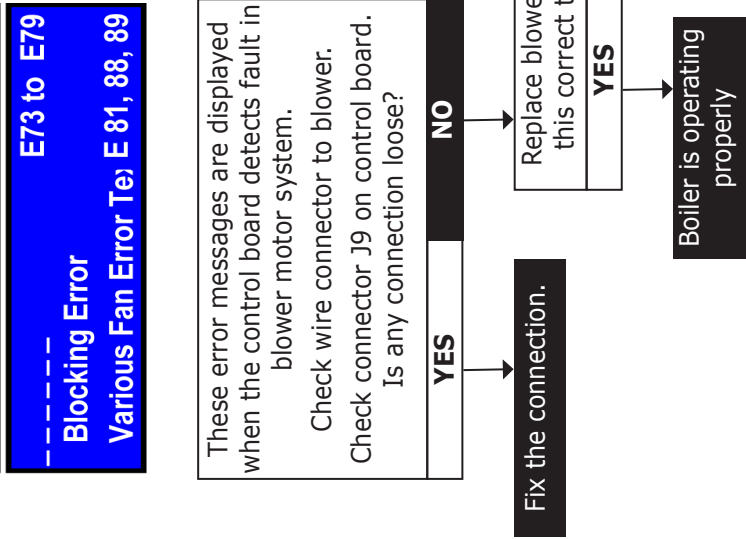 _ _ _ _ _ _ E73 to E79
Blocking Error
Various Fan Error Te E 81, 88, 89
These error messages are displayed
when the control board detects fault in
blower motor system.
Check wire connector to blower.
Check connector J9 on control board.
Is any connection loose?
YES
NO
Fix the connection.
Replace
this correct
YES
Boiler is operating
properly